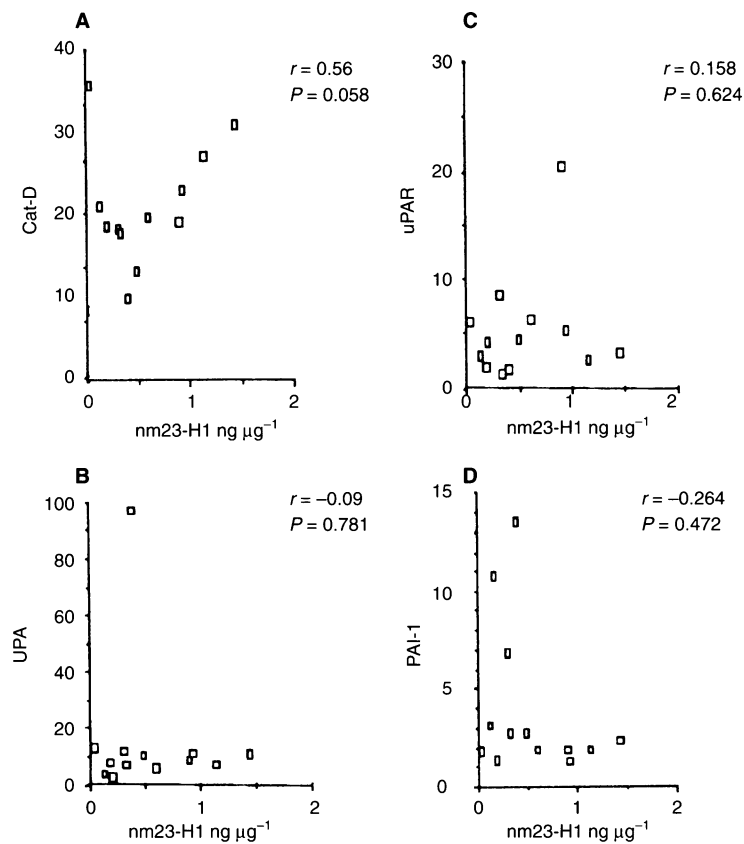 A
40
30
20
10
0
Cat-D
r = 0.56
P = 0.058
0 1 2
nm23-H1 ng µg⁻¹
C
30
20
10
0
uPAR
r = 0.158
P = 0.624
0 1 2
nm23-H1 ng µg⁻¹
B
100
80
60
40
20
0
UPA
r = –0.09
P = 0.781
0 1 2
nm23-H1 ng µg⁻¹
D
15
10
5
0
PAI-1
r = –0.264
P = 0.472
0 1 2
nm23-H1 ng µg⁻¹